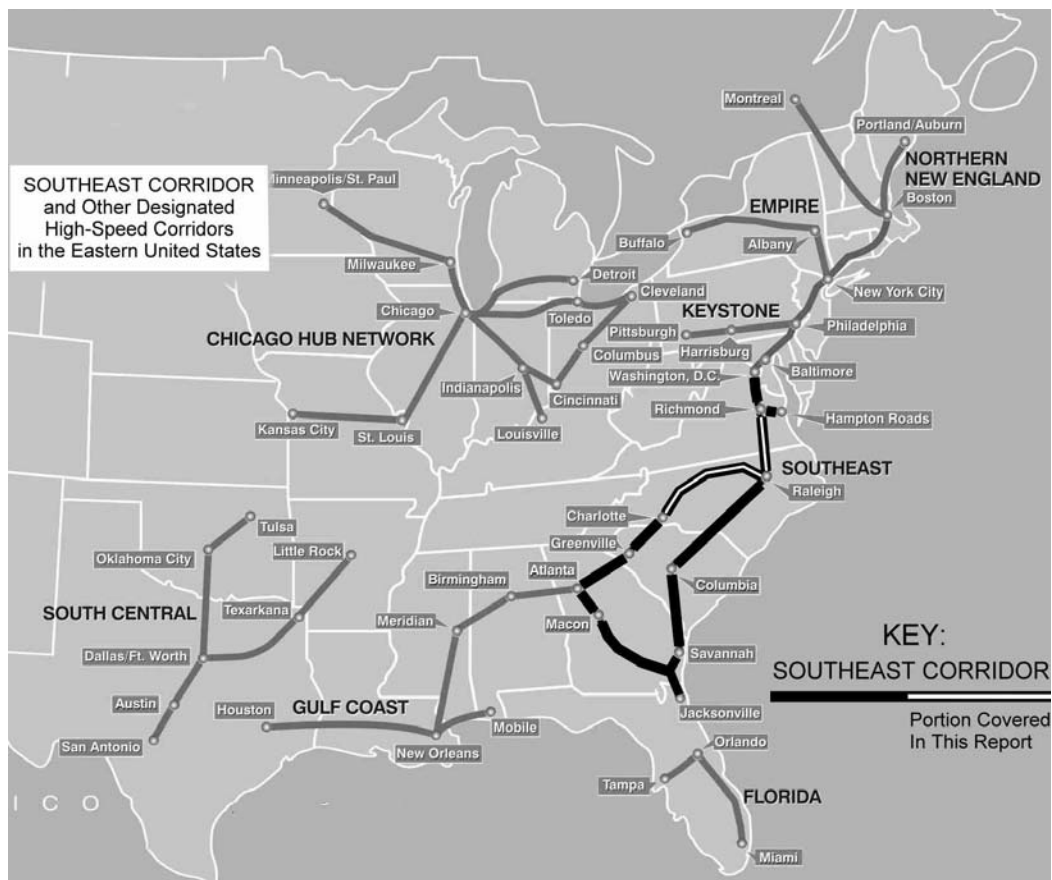 Montreal
Portland/Auburn
NORTHERN
NEW ENGLAND
Boston
SOUTHEAST CORRIDOR
and Other Designated
High-Speed Corridors
in the Eastern United States
Minneapolis/St. Paul
EMPIRE
Buffalo
Albany
Milwaukee
Detroit
Cleveland
New York City
Chicago
Toledo
KEYSTONE
CHICAGO HUB NETWORK
Pittsburgh
Philadelphia
Harrisburg
Columbus
Indianapolis
Washington, D.C.
Baltimore
Cincinnati
Richmond
Hampton Roads
Kansas City
St. Louis
Louisville
SOUTHEAST
Raleigh
Charlotte
Tulsa
Oklahoma City
Little Rock
Greenville
Atlanta
Birmingham
Columbia
SOUTH CENTRAL
Texarkana
Meridian
Macon
KEY:
SOUTHEAST CORRIDOR
Dallas/Ft. Worth
Savannah
Austin
Houston
GULF COAST
Mobile
Jacksonville
Portion Covered
In This Report
San Antonio
New Orleans
Orlando
Tampa
FLORIDA
I C O
Miami